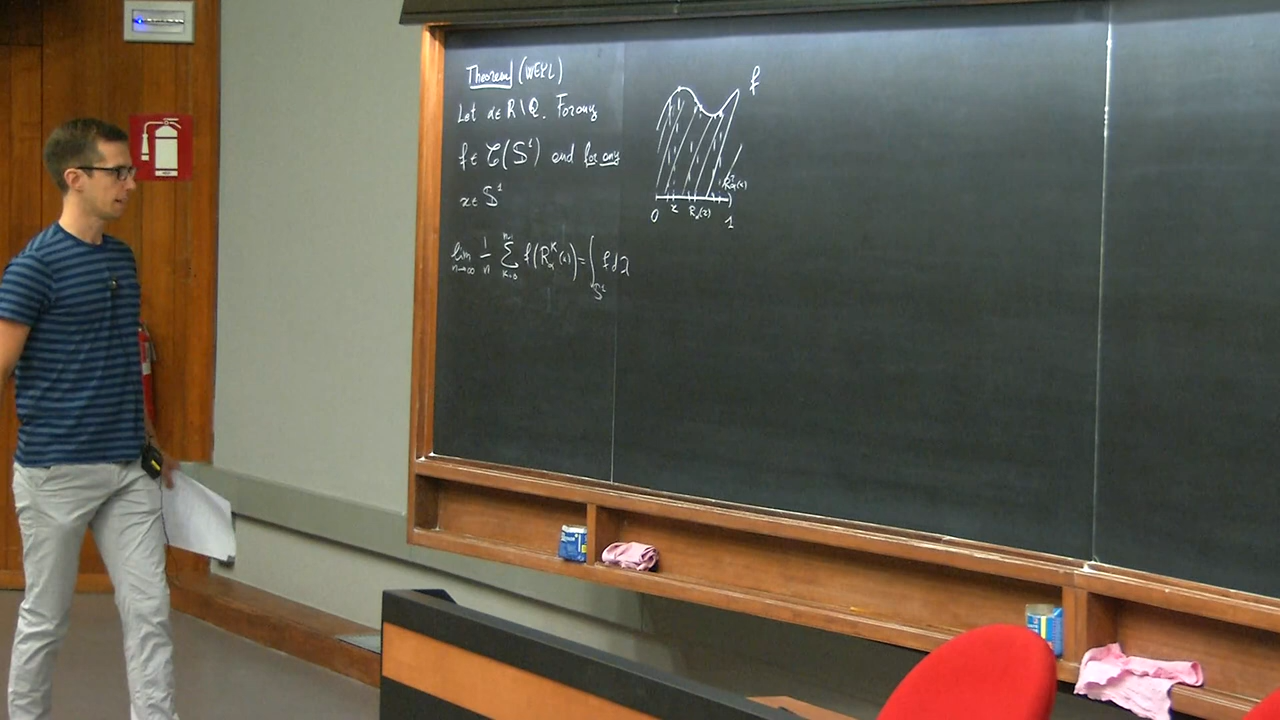 Theorem (WEYL)
Let α ∈ R \ Q. For any
f ∈ C(S¹) and for any
x ∈ S¹
lim_{n→∞} 1/n Σ_{k=0}^{n-1} f(R_α^k(x)) = ∫_{S¹} f dλ
f
R_α²(x)
0 x R_α(x) 1